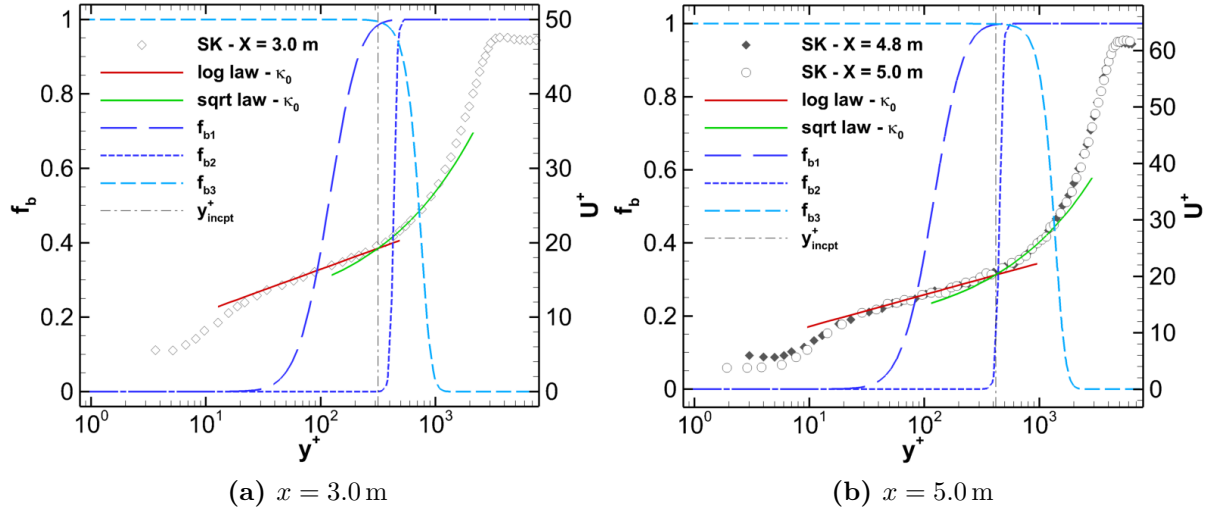 1
0.8
0.6
0.4
0.2
0
f_b
50
40
30
20
10
0
U^+
SK - X = 3.0 m
log law - κ_0
sqrt law - κ_0
f_b1
f_b2
f_b3
y^+_incpt
10^0
10^1
10^2
10^3
y^+
(a) x = 3.0 m
1
0.8
0.6
0.4
0.2
0
f_b
60
50
40
30
20
10
0
U^+
SK - X = 4.8 m
SK - X = 5.0 m
log law - κ_0
sqrt law - κ_0
f_b1
f_b2
f_b3
y^+_incpt
10^0
10^1
10^2
10^3
y^+
(b) x = 5.0 m